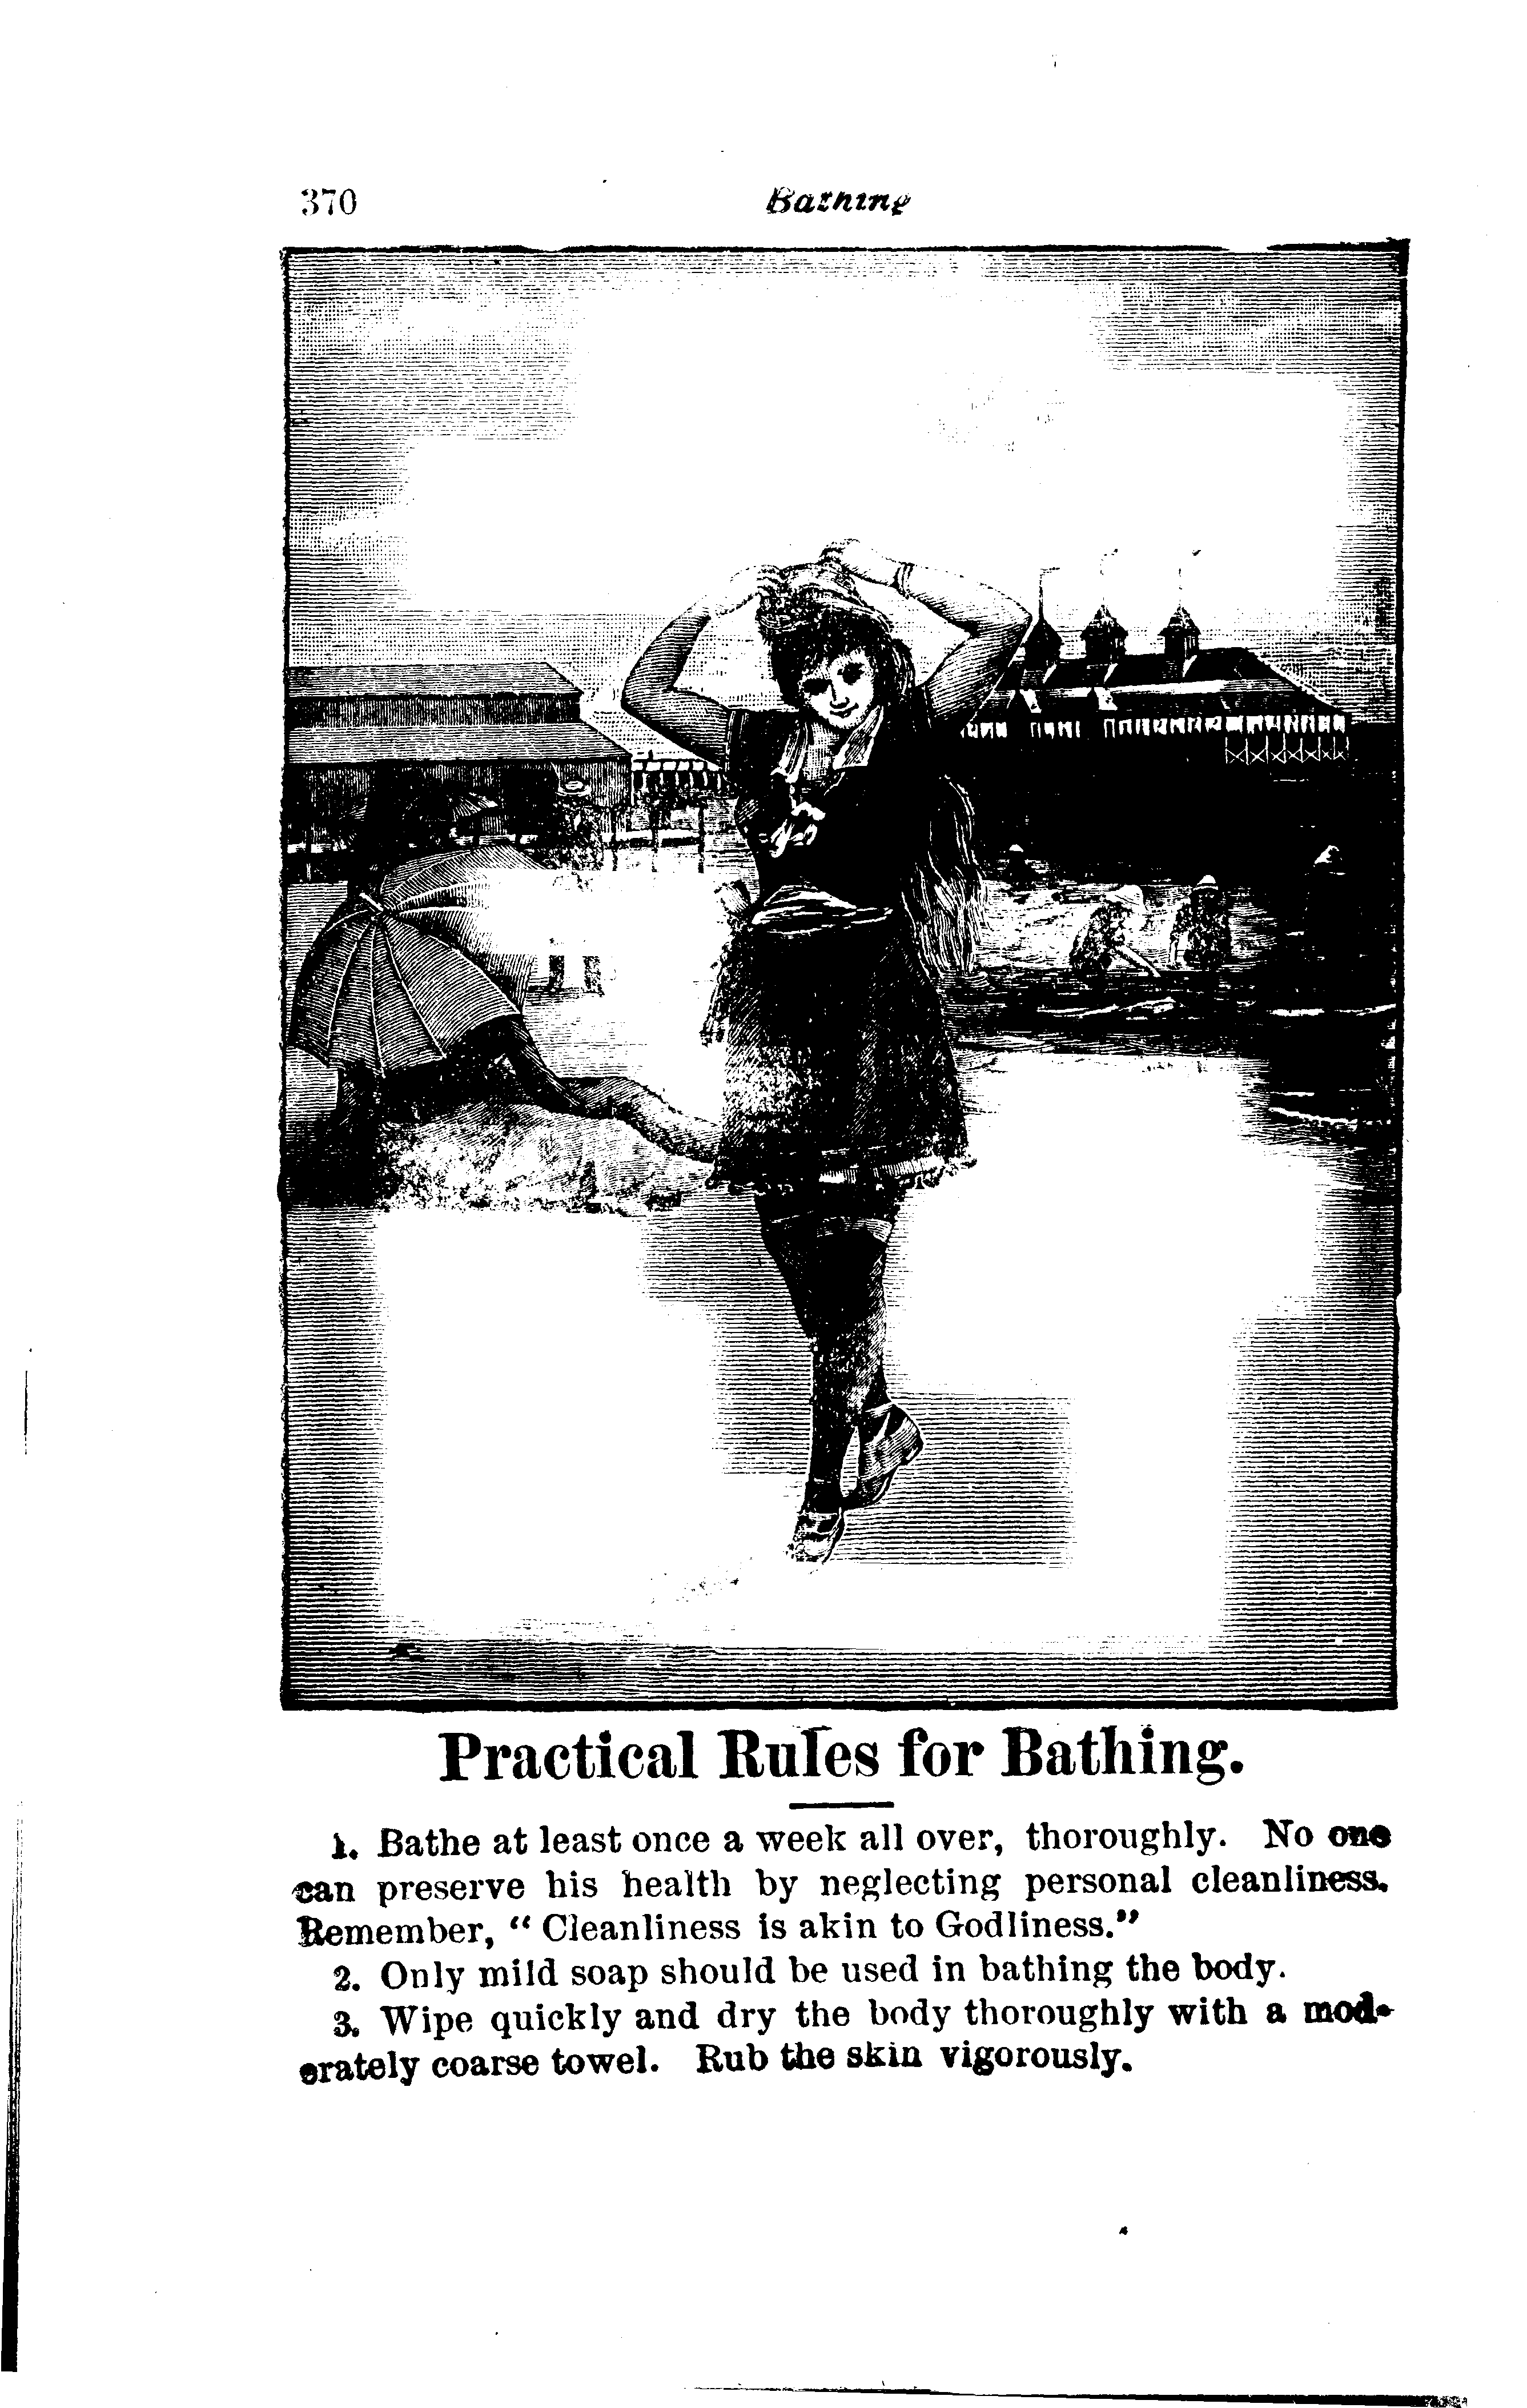 370 Bathing
Practical Rules for Bathing.
1. Bathe at least once a week all over, thoroughly. No one
can preserve his health by neglecting personal cleanliness.
Remember, “ Cleanliness is akin to Godliness.”
2. Only mild soap should be used in bathing the body.
3. Wipe quickly and dry the body thoroughly with a mod-
erately coarse towel. Rub the skin vigorously.